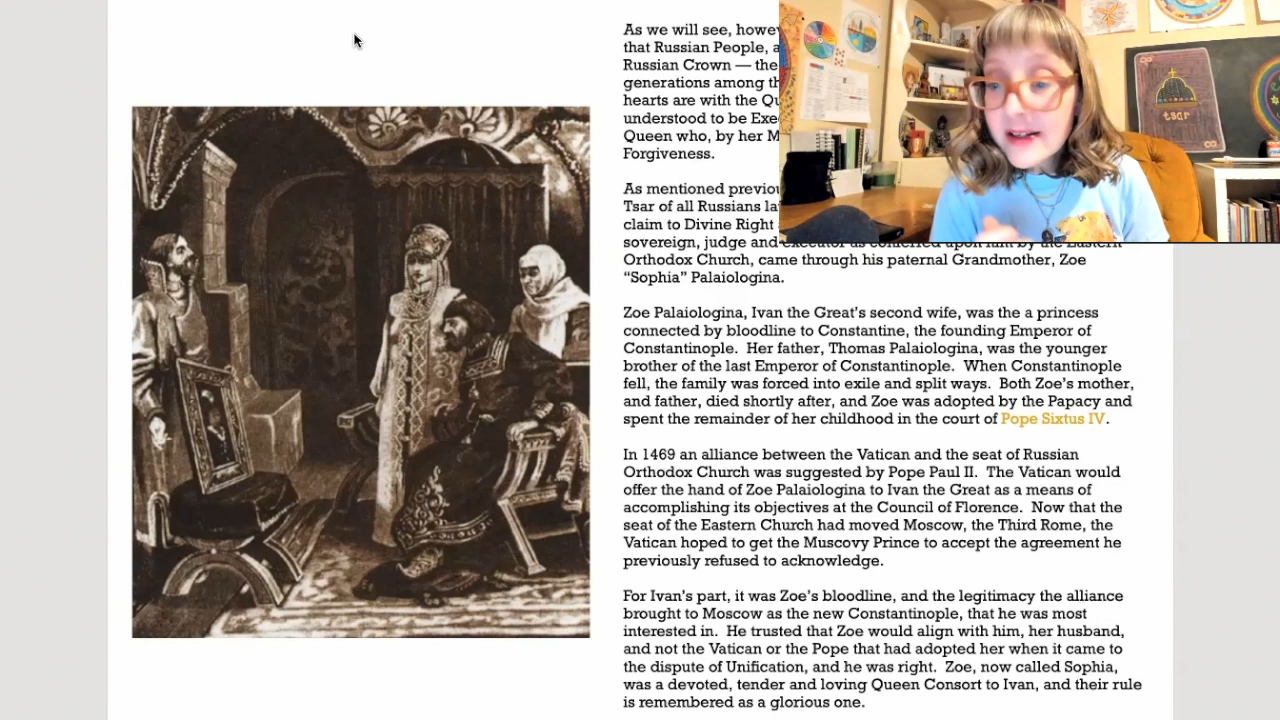 As we will see, howev
that Russian People, a
Russian Crown — the
generations among th
hearts are with the Qu
understood to be Exe
Queen who, by her M
Forgiveness.
As mentioned previou
Tsar of all Russians la
claim to Divine Right
sovereign, judge and executor as conferred upon him by the Eastern
Orthodox Church, came through his paternal Grandmother, Zoe
“Sophia” Palaiologina.
Zoe Palaiologina, Ivan the Great’s second wife, was the a princess
connected by bloodline to Constantine, the founding Emperor of
Constantinople. Her father, Thomas Palaiologina, was the younger
brother of the last Emperor of Constantinople. When Constantinople
fell, the family was forced into exile and split ways. Both Zoe’s mother,
and father, died shortly after, and Zoe was adopted by the Papacy and
spent the remainder of her childhood in the court of Pope Sixtus IV.
In 1469 an alliance between the Vatican and the seat of Russian
Orthodox Church was suggested by Pope Paul II. The Vatican would
offer the hand of Zoe Palaiologina to Ivan the Great as a means of
accomplishing its objectives at the Council of Florence. Now that the
seat of the Eastern Church had moved Moscow, the Third Rome, the
Vatican hoped to get the Muscovy Prince to accept the agreement he
previously refused to acknowledge.
For Ivan’s part, it was Zoe’s bloodline, and the legitimacy the alliance
brought to Moscow as the new Constantinople, that he was most
interested in. He trusted that Zoe would align with him, her husband,
and not the Vatican or the Pope that had adopted her when it came to
the dispute of Unification, and he was right. Zoe, now called Sophia,
was a devoted, tender and loving Queen Consort to Ivan, and their rule
is remembered as a glorious one.
tsar